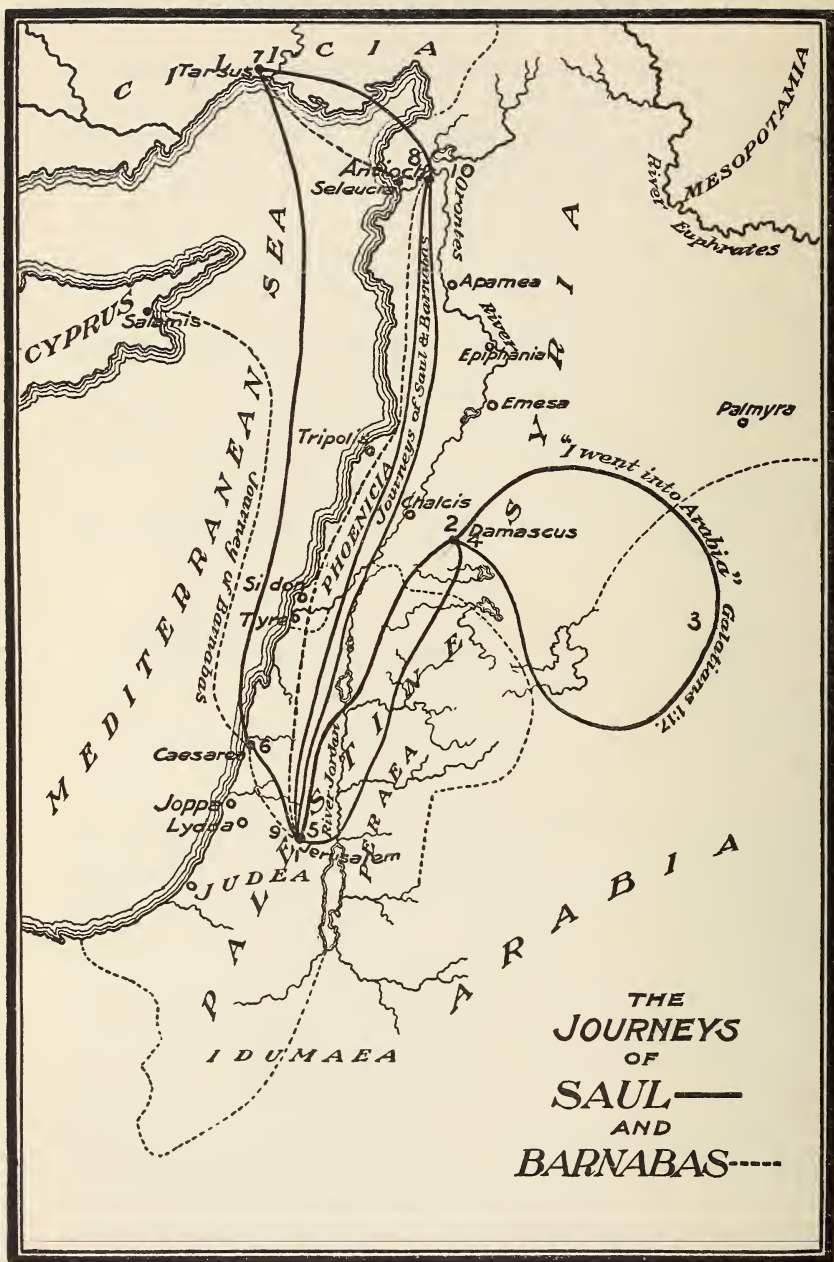 CILICIA
7
Tarsus
MESOPOTAMIA
8
Antioch
10
Seleucia
Orontes
River
River Euphrates
SEA
SYRIA
Apamea
CYPRUS
Salamis
Epiphania
Emesa
Palmyra
Journeys of Saul & Barnabas
MEDITERRANEAN
Journey of Barnabas
Tripolis
PHOENICIA
Chalcis
"I went into Arabia"
Galatians 1:17.
2
Damascus
4
3
Sidon
Tyre
PALESTINE
Caesarea
6
River Jordan
PERAEA
Joppa
Lydda
9
5
1
Jerusalem
JUDEA
ARABIA
IDUMAEA
THE
JOURNEYS
OF
SAUL
AND
BARNABAS